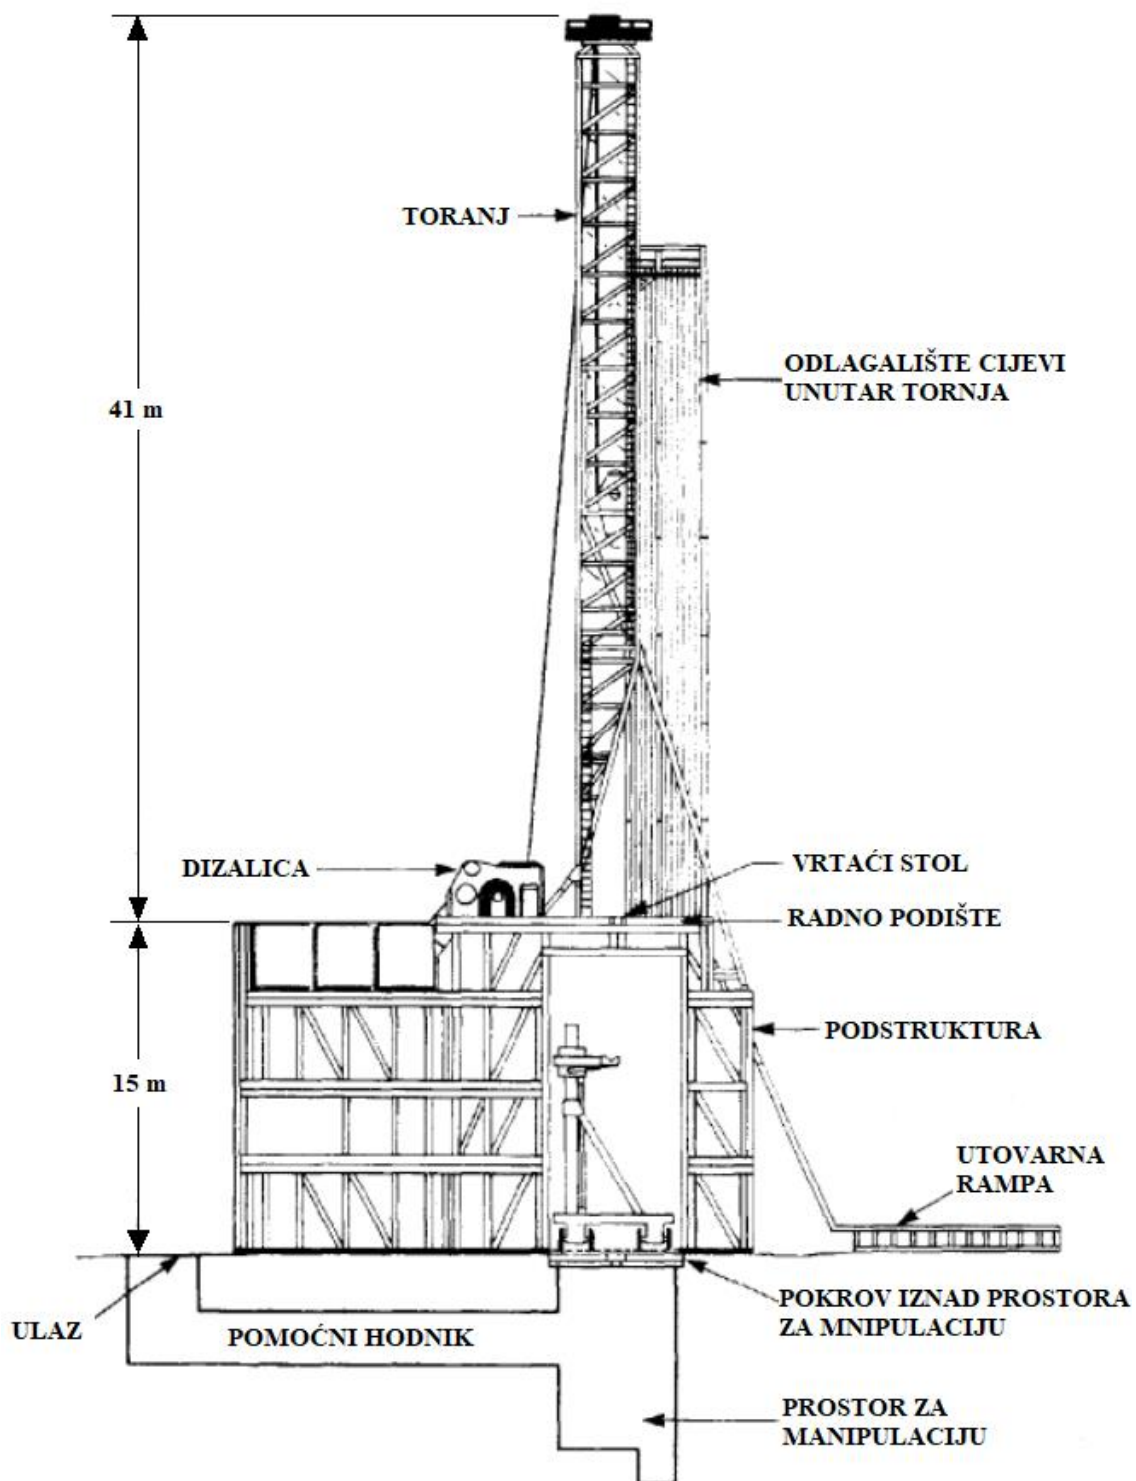 TORANJ
ODLAGALIŠTE CIJEVI
UNUTAR TORNJA
41 m
DIZALICA
VRTAĆI STOL
RADNO PODIŠTE
PODSTRUKTURA
15 m
UTOVARNA
RAMPA
ULAZ
POMOĆNI HODNIK
POKROV IZNAD PROSTORA
ZA MNIPULACIJU
PROSTOR ZA
MANIPULACIJU